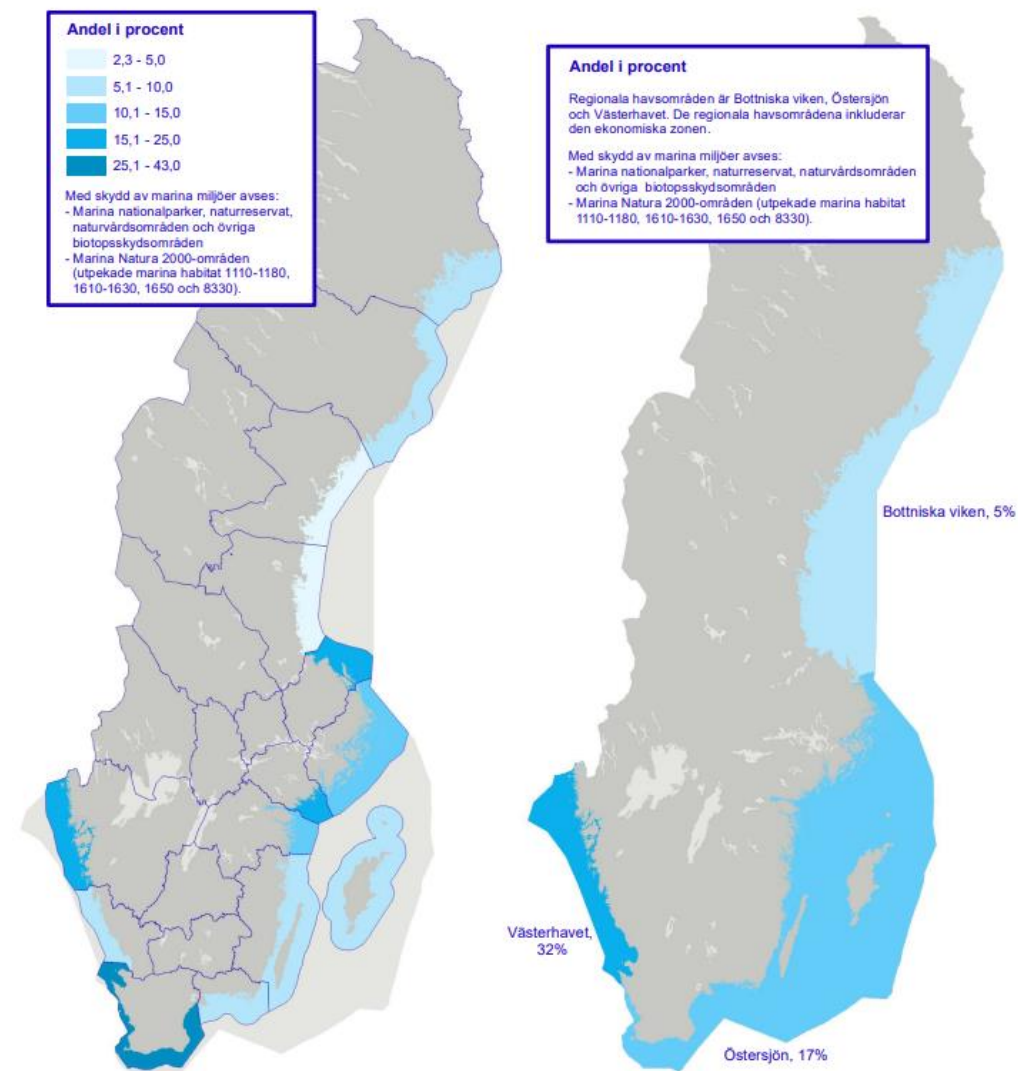 Andel i procent
2,3 - 5,0
5,1 - 10,0
10,1 - 15,0
15,1 - 25,0
25,1 - 43,0
Med skydd av marina miljöer avses:
- Marina nationalparker, naturreservat,
naturvårdsområden och övriga
biotopsskydsområden
- Marina Natura 2000-områden
(utpekade marina habitat 1110-1180,
1610-1630, 1650 och 8330).
Andel i procent
Regionala havsområden är Bottniska viken, Östersjön
och Västerhavet. De regionala havsområdena inkluderar
den ekonomiska zonen.
Med skydd av marina miljöer avses:
- Marina nationalparker, naturreservat, naturvårdsområden
och övriga biotopsskydsområden
- Marina Natura 2000-områden (utpekade marina habitat
1110-1180, 1610-1630, 1650 och 8330).
Bottniska viken, 5%
Västerhavet,
32%
Östersjön, 17%